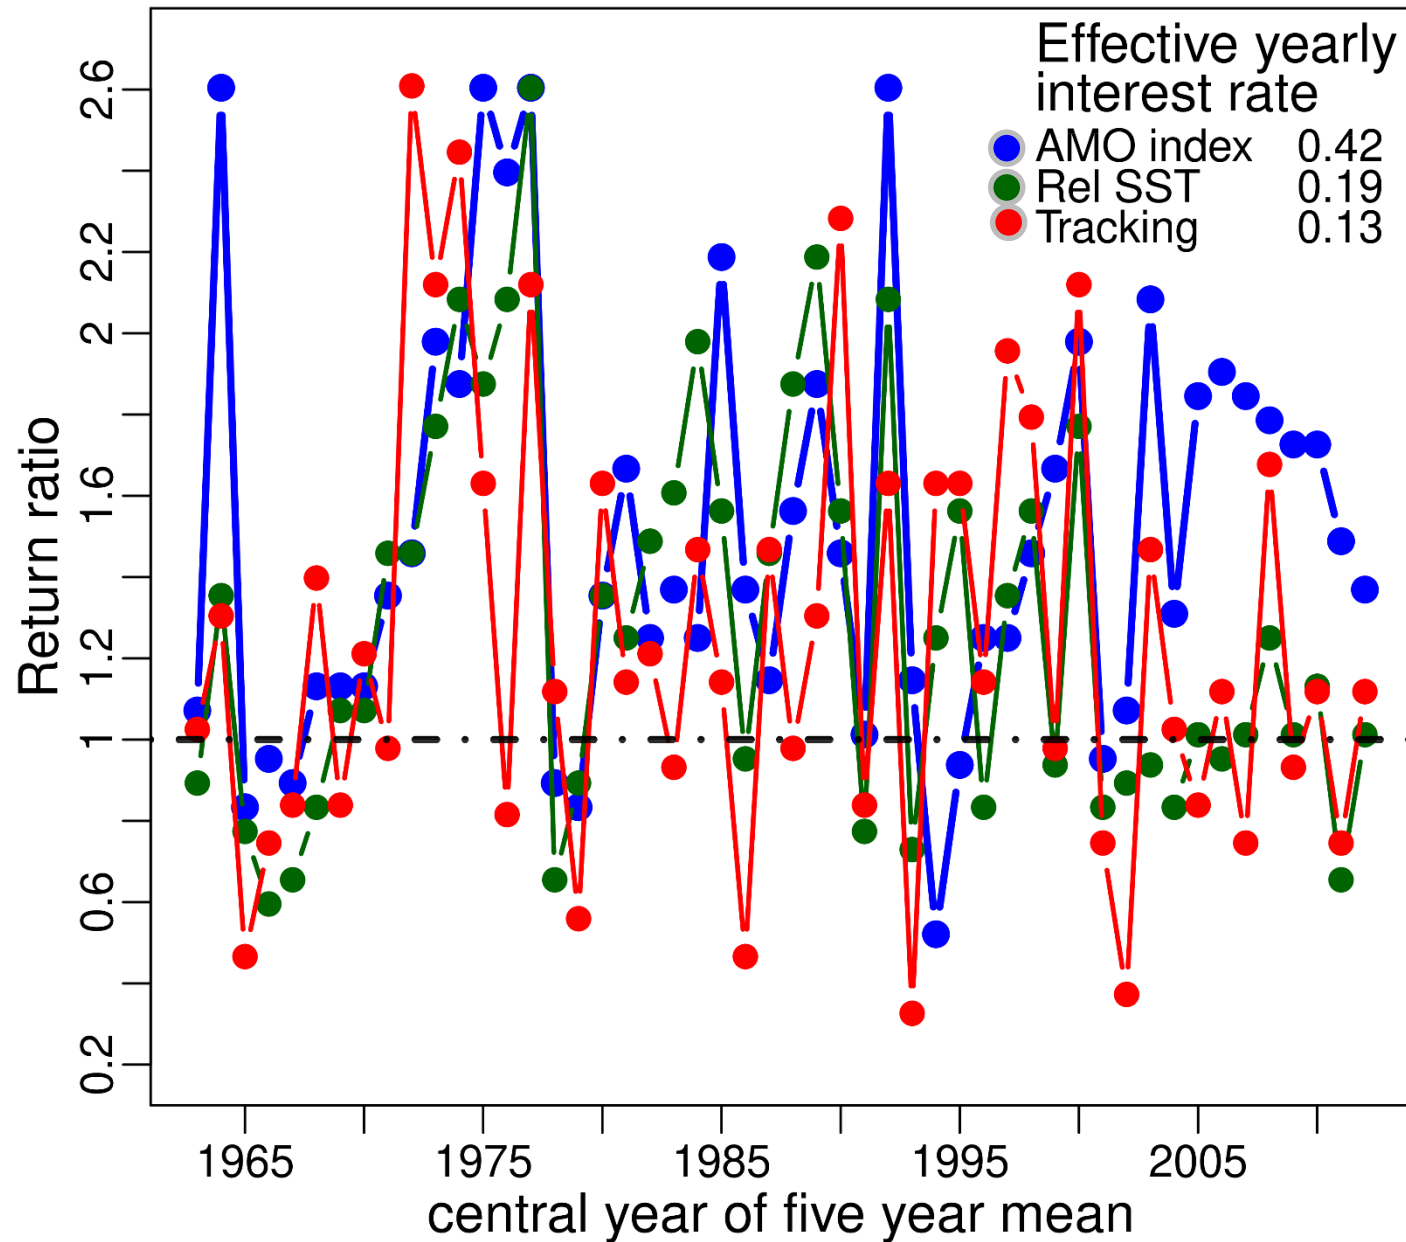 Effective yearly
interest rate
AMO index 0.42
Rel SST 0.19
Tracking 0.13
Return ratio
2.6
2.2
2
1.6
1.2
1
0.6
0.2
1965 1975 1985 1995 2005
central year of five year mean